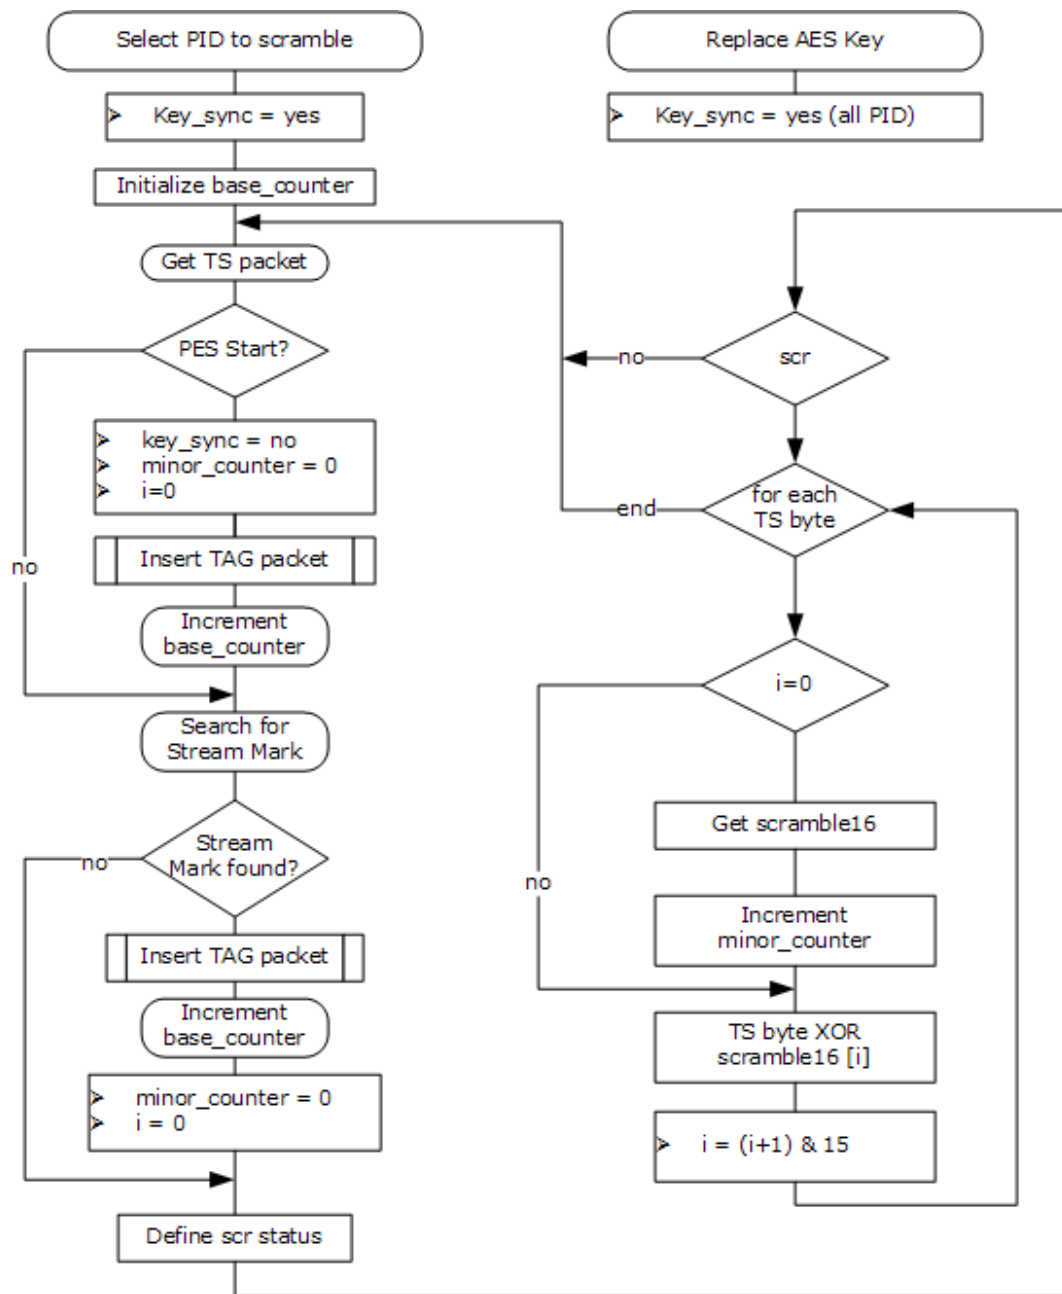 Select PID to scramble
Key_sync = yes
Initialize base_counter
Get TS packet
PES Start?
no
key_sync = no
minor_counter = 0
i=0
Insert TAG packet
Increment
base_counter
Search for
Stream Mark
Stream
Mark found?
no
Insert TAG packet
Increment
base_counter
minor_counter = 0
i = 0
Define scr status
Replace AES Key
Key_sync = yes (all PID)
scr
no
for each
TS byte
end
i=0
no
Get scramble16
Increment
minor_counter
TS byte XOR
scramble16 [i]
i = (i+1) & 15